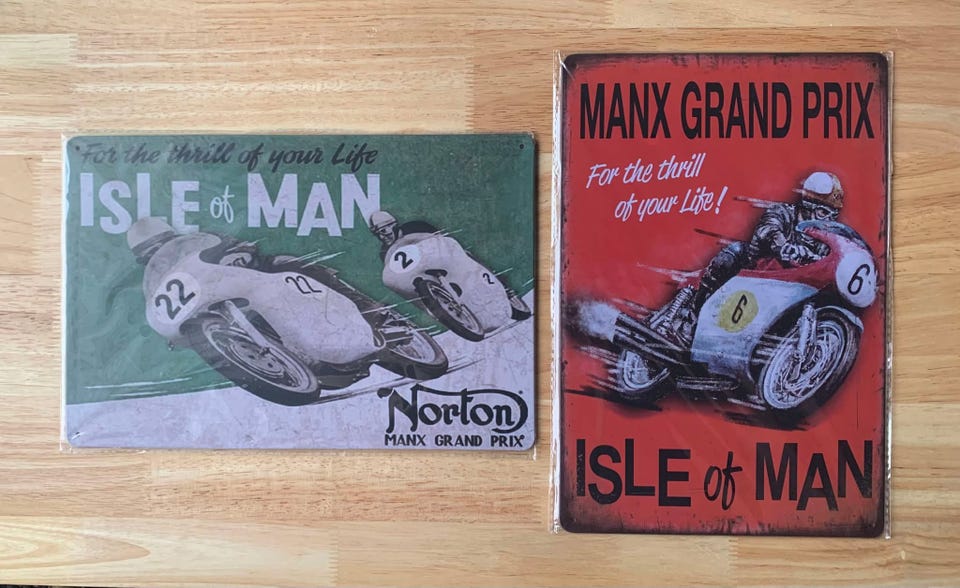 For the thrill of your Life
ISLE of MAN
22
22
2
2
Norton
MANX GRAND PRIX
MANX GRAND PRIX
For the thrill
of your Life!
6
6
ISLE of MAN